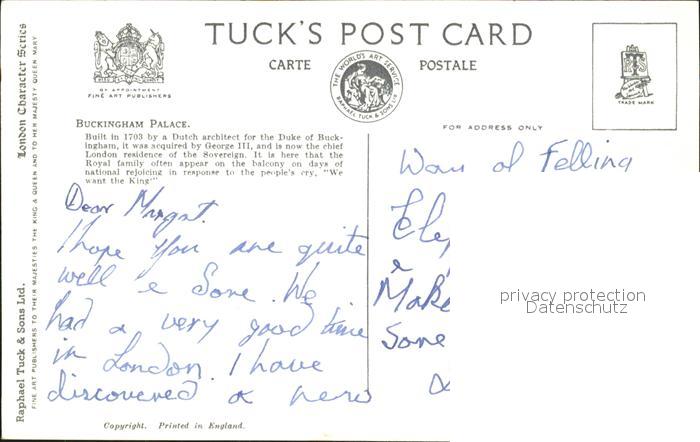 TUCK'S POST CARD
CARTE POSTALE
BY APPOINTMENT
FINE ART PUBLISHERS
THE WORLD'S ART SERVICE
RAPHAEL TUCK & SONS LTD
TRADE MARK
London Character Series
Raphael Tuck & Sons Ltd.
FINE ART PUBLISHERS TO THEIR MAJESTIES THE KING & QUEEN AND TO HER MAJESTY QUEEN MARY
BUCKINGHAM PALACE.
Built in 1703 by a Dutch architect for the Duke of Buck-
ingham, it was acquired by George III, and is now the chief
London residence of the Sovereign. It is here that the
Royal family often appear on the balcony on days of
national rejoicing in response to the people's cry, "We
want the King"
FOR ADDRESS ONLY
Dear
I hope you are quite
well &. We
had a very good time
in London. I have
discovered a new
of Felling
&
Make
Some
privacy protection
Datenschutz
Copyright. Printed in England.